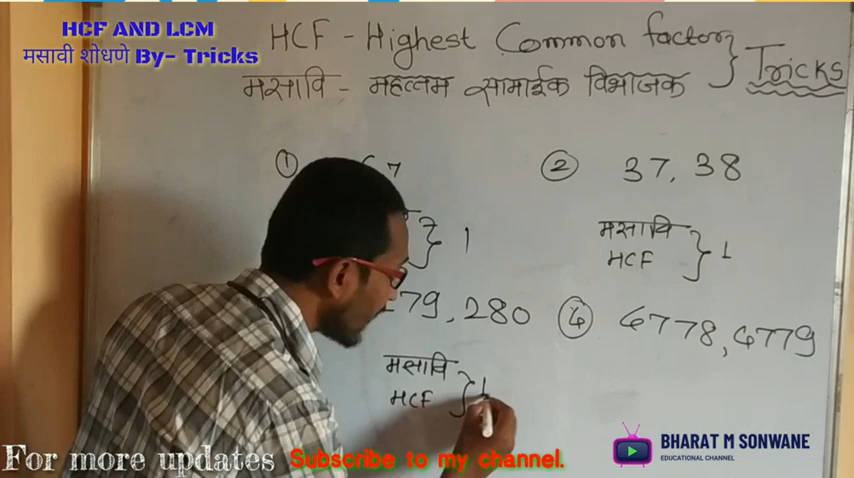 HCF AND LCM
मसावी शोधणे By- Tricks
HCF - Highest Common factor
मसावि - महत्तम सामाईक विभाजक
Tricks
①
② 37, 38
मसावि
HCF
1
1
279, 280
④ 6778, 6779
मसावि
HCF
For more updates
Subscribe to my channel.
BHARAT M SONWANE
EDUCATIONAL CHANNEL